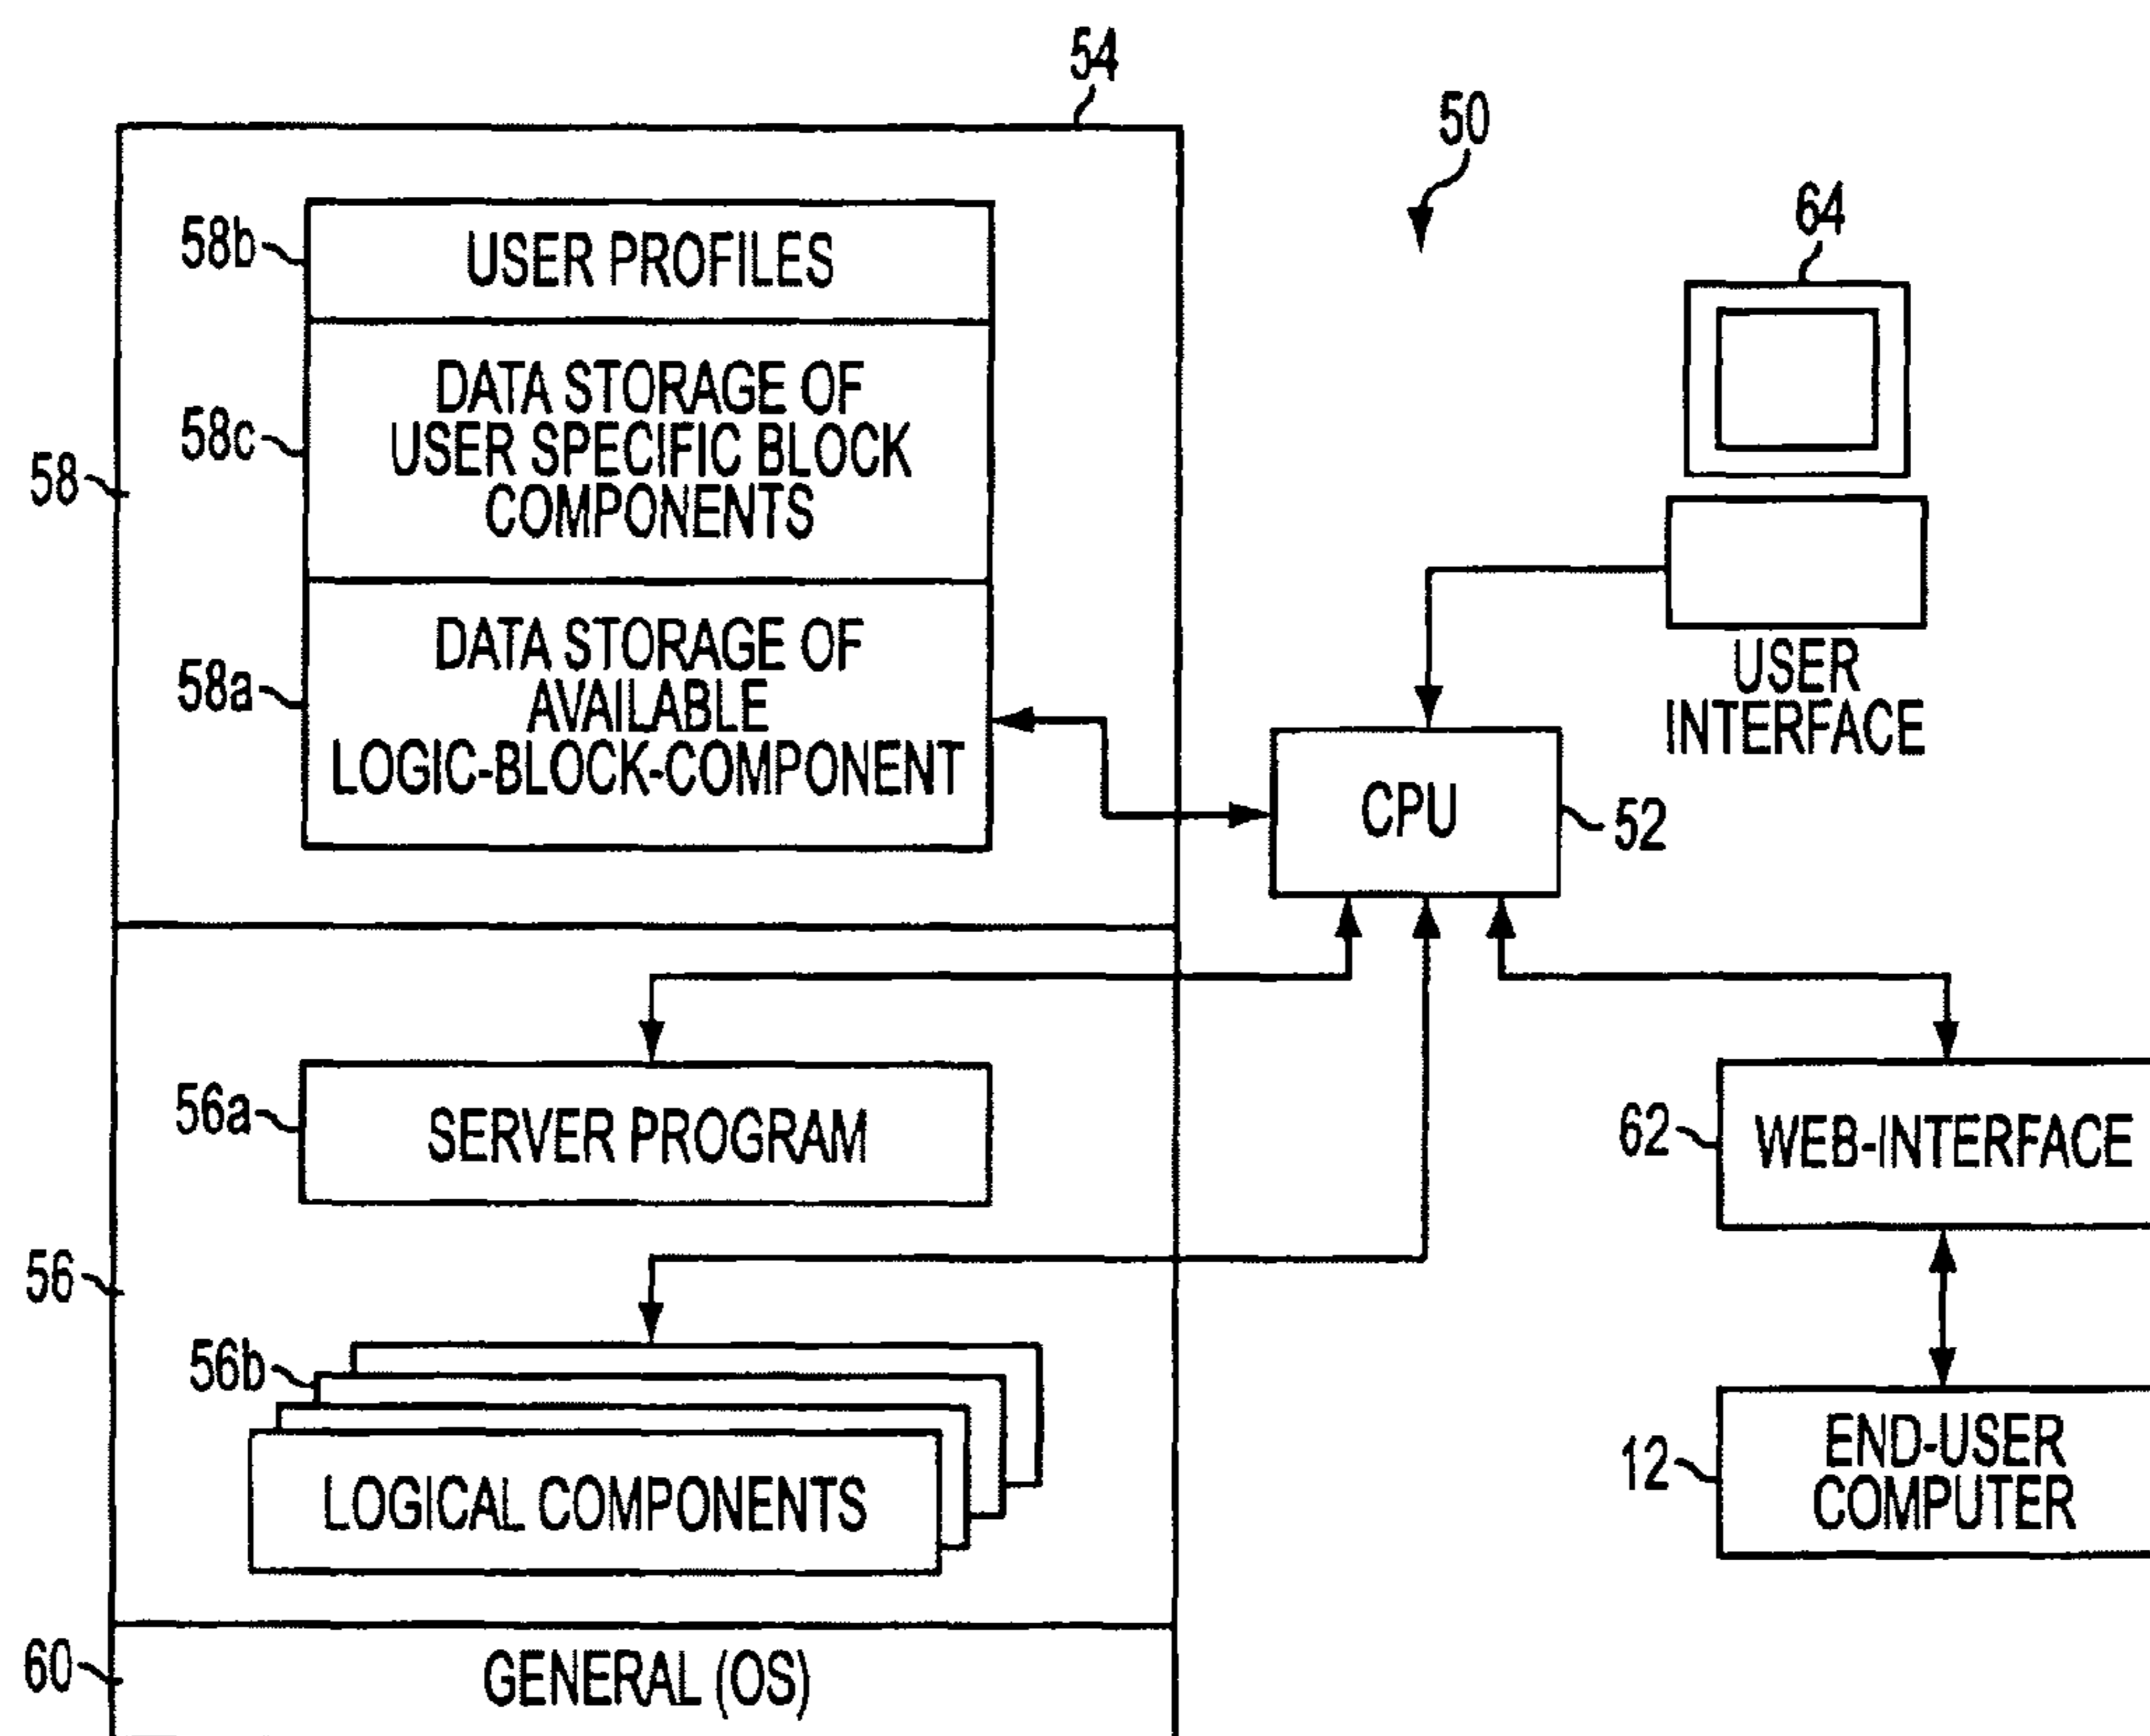 54
50
64
58b
USER PROFILES
58c
DATA STORAGE OF
USER SPECIFIC BLOCK
COMPONENTS
58
58a
DATA STORAGE OF
AVAILABLE
LOGIC-BLOCK-COMPONENT
USER
INTERFACE
CPU
52
56a
SERVER PROGRAM
62
WEB-INTERFACE
56
56b
LOGICAL COMPONENTS
12
END-USER
COMPUTER
60
GENERAL (OS)